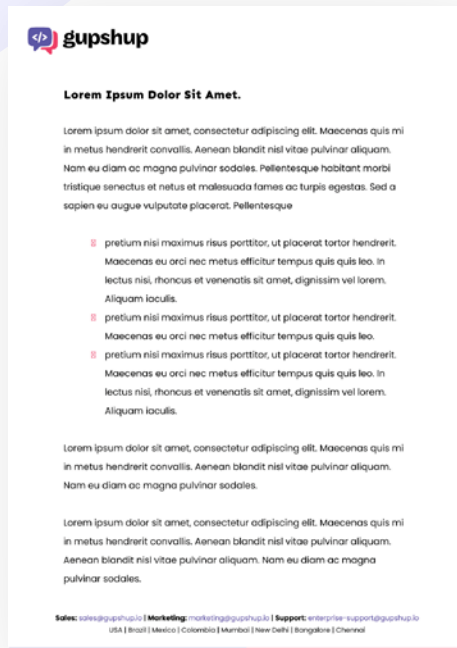 </> gupshup
Lorem Ipsum Dolor Sit Amet.
Lorem ipsum dolor sit amet, consectetur adipiscing elit. Maecenas quis mi
in metus hendrerit convallis. Aenean blandit nisl vitae pulvinar aliquam.
Nam eu diam ac magna pulvinar sodales. Pellentesque habitant morbi
tristique senectus et netus et malesuada fames ac turpis egestas. Sed a
sapien eu augue vulputate placerat. Pellentesque
pretium nisi maximus risus porttitor, ut placerat tortor hendrerit.
Maecenas eu orci nec metus efficitur tempus quis quis leo. In
lectus nisi, rhoncus et venenatis sit amet, dignissim vel lorem.
Aliquam iaculis.
pretium nisi maximus risus porttitor, ut placerat tortor hendrerit.
Maecenas eu orci nec metus efficitur tempus quis quis leo.
pretium nisi maximus risus porttitor, ut placerat tortor hendrerit.
Maecenas eu orci nec metus efficitur tempus quis quis leo. In
lectus nisi, rhoncus et venenatis sit amet, dignissim vel lorem.
Aliquam iaculis.
Lorem ipsum dolor sit amet, consectetur adipiscing elit. Maecenas quis mi
in metus hendrerit convallis. Aenean blandit nisl vitae pulvinar aliquam.
Nam eu diam ac magna pulvinar sodales.
Lorem ipsum dolor sit amet, consectetur adipiscing elit. Maecenas quis mi
in metus hendrerit convallis. Aenean blandit nisl vitae pulvinar aliquam.
Aenean blandit nisl vitae pulvinar aliquam. Nam eu diam ac magna
pulvinar sodales.
Sales: sales@gupshup.io | Marketing: marketing@gupshup.io | Support: enterprise-support@gupshup.io
USA | Brazil | Mexico | Colombia | Mumbai | New Delhi | Bangalore | Chennai